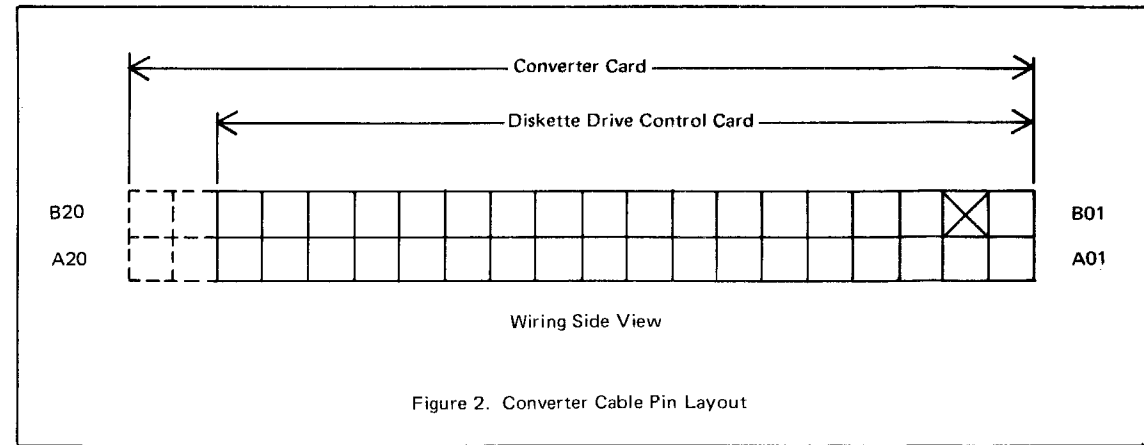 Converter Card
Diskette Drive Control Card
B20 B01
A20 A01
Wiring Side View
Figure 2. Converter Cable Pin Layout